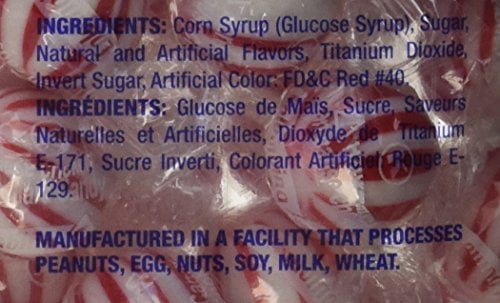 INGREDIENTS: Corn Syrup (Glucose Syrup), Sugar,
Natural and Artificial Flavors, Titanium Dioxide,
Invert Sugar, Artificial Color: FD&C Red #40
INGRÉDIENTS: Glucose de Maïs, Sucre, Saveurs
Naturelles et Artificielles, Dioxyde de Titanium
E-171, Sucre Inverti, Colorant Artificiel: Rouge E-
129.
MANUFACTURED IN A FACILITY THAT PROCESSES
PEANUTS, EGG, NUTS, SOY, MILK, WHEAT.